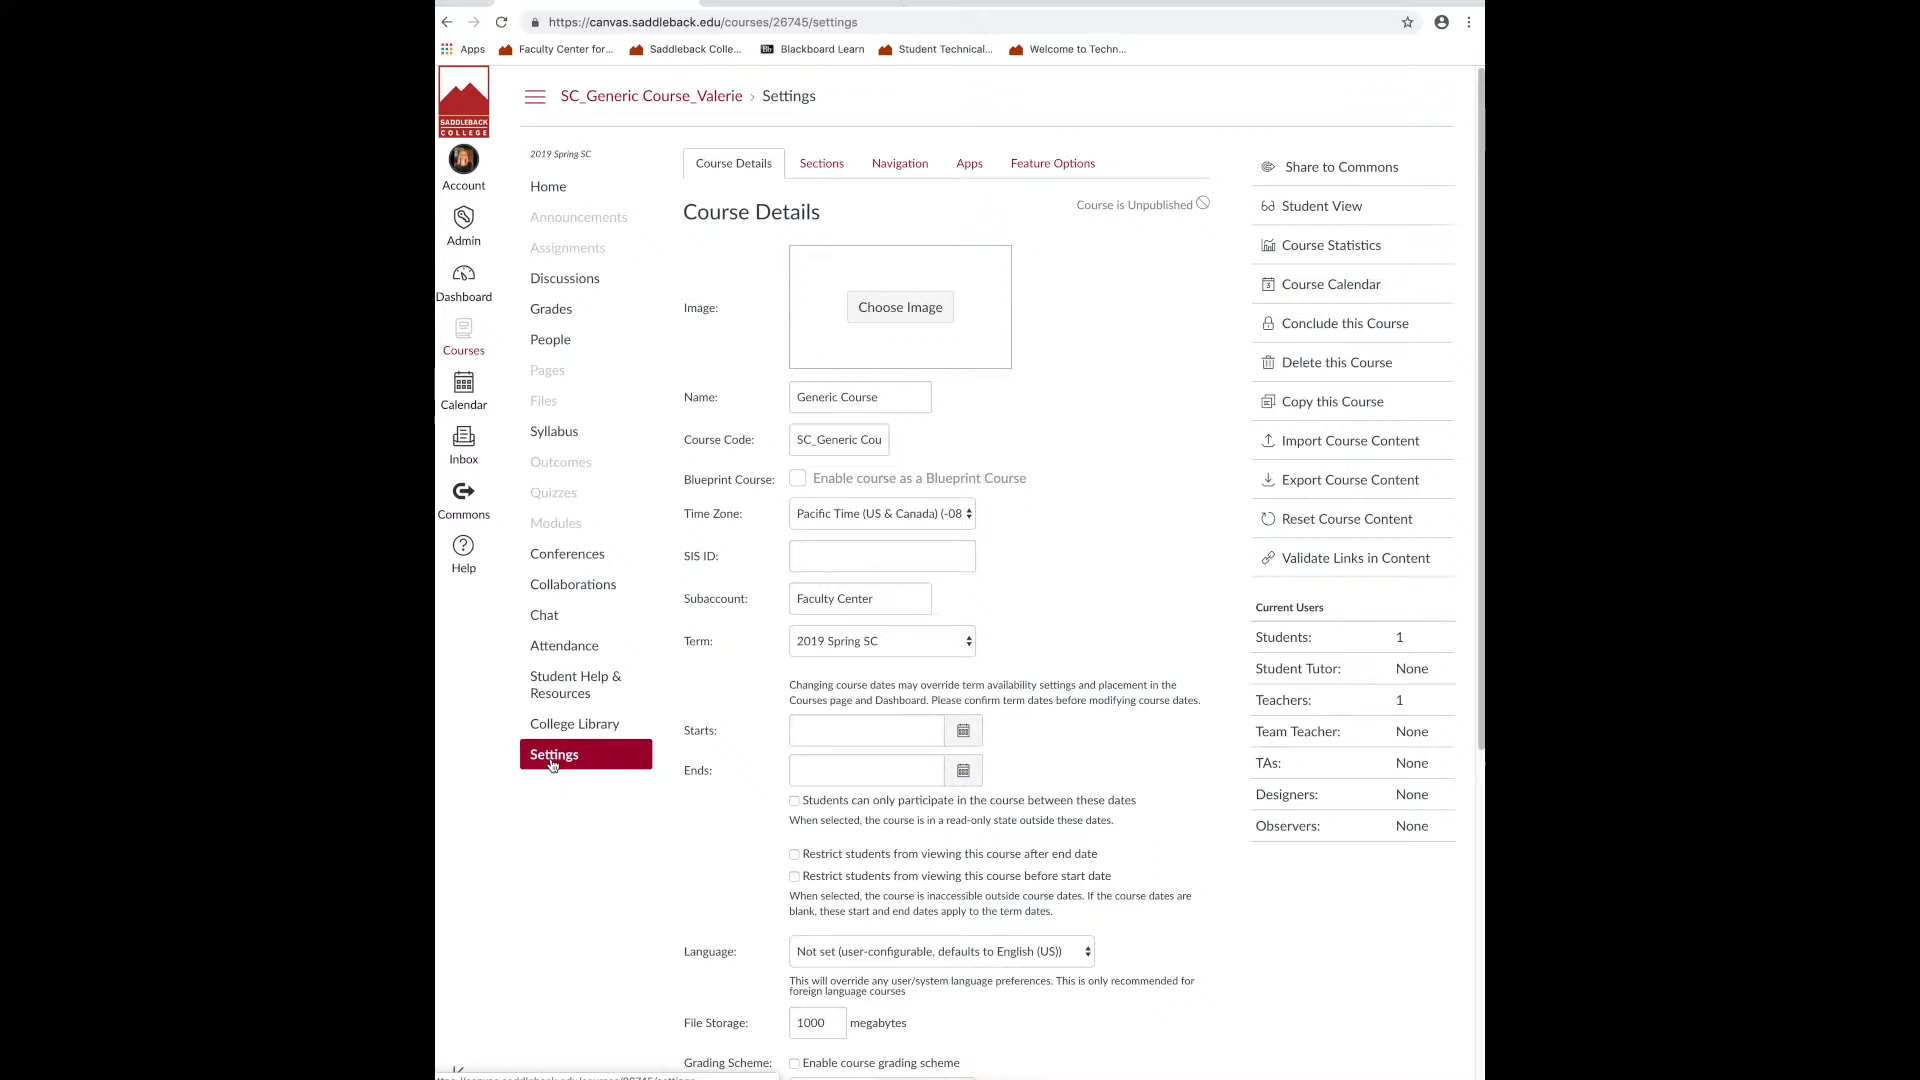 https://canvas.saddleback.edu/courses/26745/settings
Apps
Faculty Center for...
Saddleback Colle...
Bb
Blackboard Learn
Student Technical...
Welcome to Techn...
SADDLEBACK
COLLEGE
Account
Admin
Dashboard
Courses
Calendar
Inbox
Commons
Help
SC_Generic Course_Valerie › Settings
2019 Spring SC
Home
Announcements
Assignments
Discussions
Grades
People
Pages
Files
Syllabus
Outcomes
Quizzes
Modules
Conferences
Collaborations
Chat
Attendance
Student Help &
Resources
College Library
Settings
Course Details
Sections
Navigation
Apps
Feature Options
Course Details
Course is Unpublished
Image:
Choose Image
Name:
Generic Course
Course Code:
SC_Generic Cou
Blueprint Course:
Enable course as a Blueprint Course
Time Zone:
Pacific Time (US & Canada) (-08
SIS ID:
Subaccount:
Faculty Center
Term:
2019 Spring SC
Changing course dates may override term availability settings and placement in the
Courses page and Dashboard. Please confirm term dates before modifying course dates.
Starts:
Ends:
Students can only participate in the course between these dates
When selected, the course is in a read-only state outside these dates.
Restrict students from viewing this course after end date
Restrict students from viewing this course before start date
When selected, the course is inaccessible outside course dates. If the course dates are
blank, these start and end dates apply to the term dates.
Language:
Not set (user-configurable, defaults to English (US))
This will override any user/system language preferences. This is only recommended for
foreign language courses
File Storage:
1000
megabytes
Grading Scheme:
Enable course grading scheme
Share to Commons
Student View
Course Statistics
Course Calendar
Conclude this Course
Delete this Course
Copy this Course
Import Course Content
Export Course Content
Reset Course Content
Validate Links in Content
Current Users
Students: 1
Student Tutor: None
Teachers: 1
Team Teacher: None
TAs: None
Designers: None
Observers: None